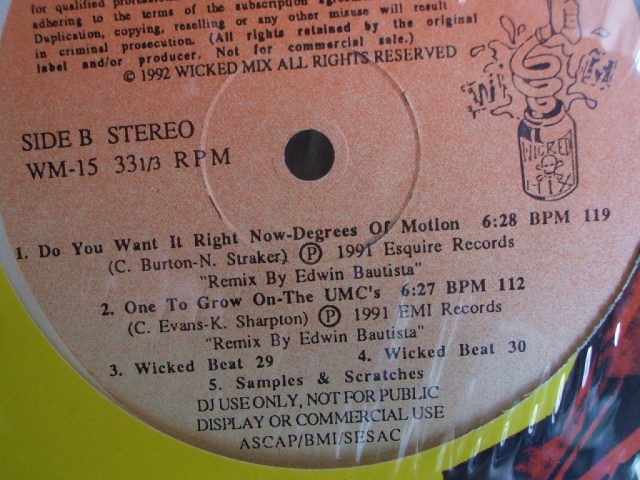 for qualified professional
adhering to the terms of the subscription agreement
Duplication, copying, reselling or any other misuse will result
in criminal prosecution. (All rights retained by the original
label and/or producer. Not for commercial sale.)
© 1992 WICKED MIX ALL RIGHTS RESERVED
SIDE B STEREO
WM-15 33 1/3 RPM
WICKED
MIX
1. Do You Want It Right Now-Degrees Of Motion 6:28 BPM 119
(C. Burton-N. Straker) Ⓟ 1991 Esquire Records
"Remix By Edwin Bautista"
2. One To Grow On-The UMC's 6:27 BPM 112
(C. Evans-K. Sharpton) Ⓟ 1991 EMI Records
"Remix By Edwin Bautista"
3. Wicked Beat 29 4. Wicked Beat 30
5. Samples & Scratches
DJ USE ONLY, NOT FOR PUBLIC
DISPLAY OR COMMERCIAL USE
ASCAP/BMI/SESAC